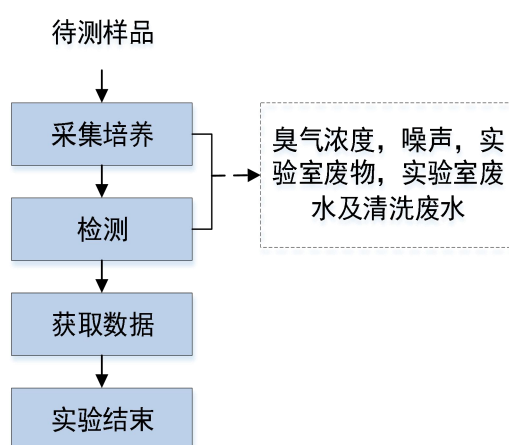 待测样品
采集培养
检测
获取数据
实验结束
臭气浓度，噪声，实
验室废物，实验室废
水及清洗废水